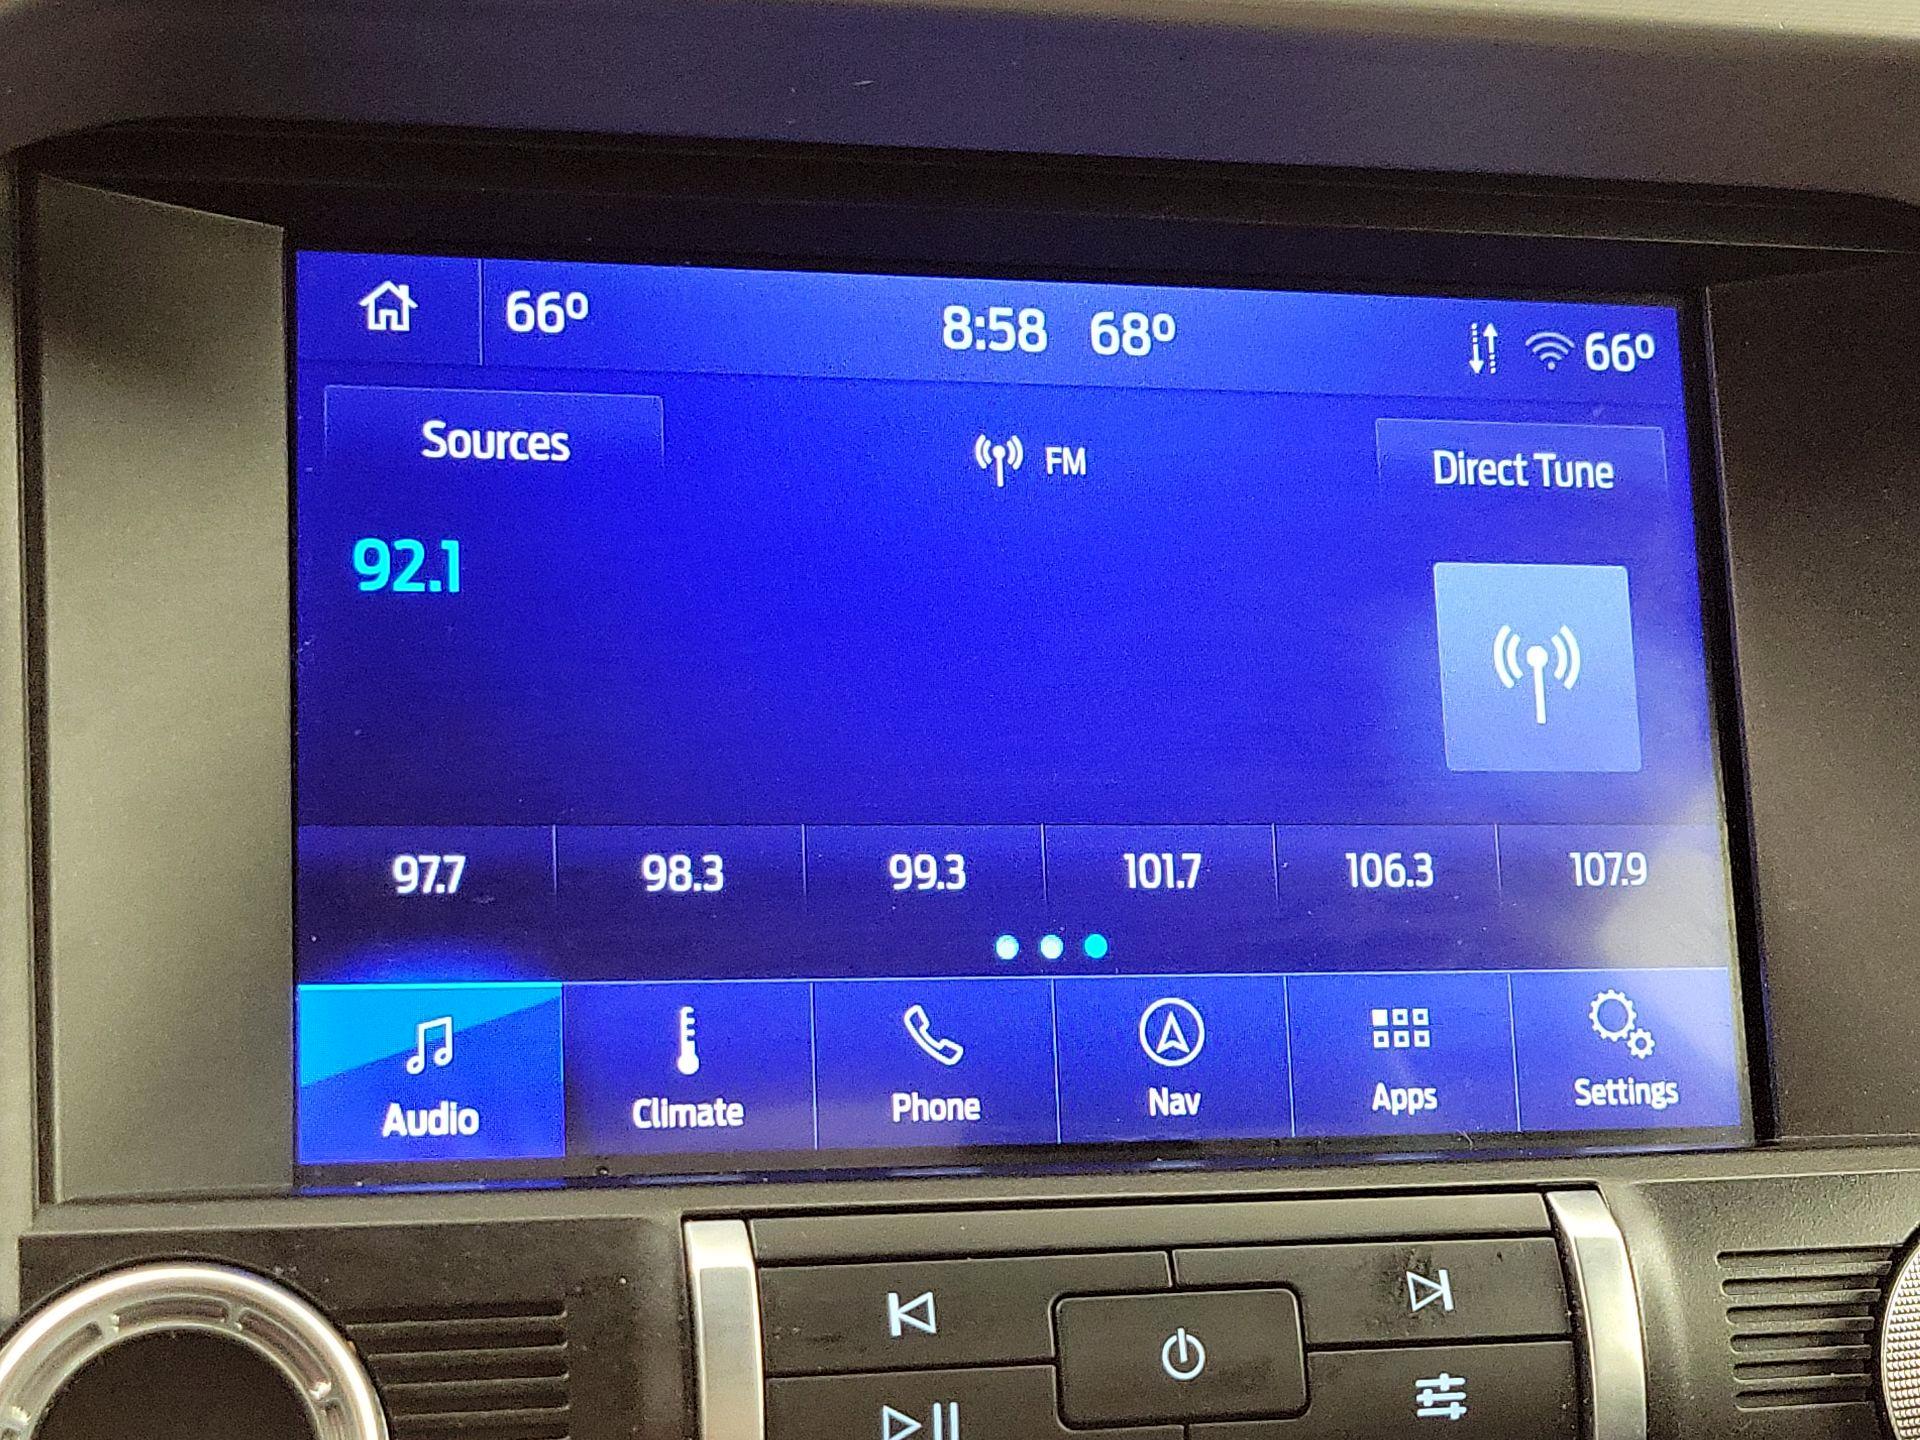 66° 8:58 68° 66°
Sources FM Direct Tune
92.1
97.7 98.3 99.3 101.7 106.3 107.9
Audio Climate Phone Nav Apps Settings